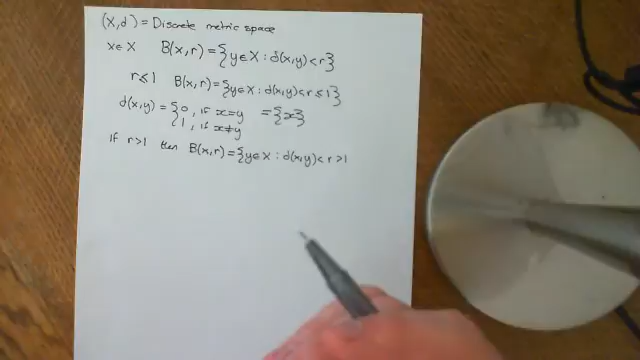 (X,d) = Discrete metric space
x∈X B(x,r) = {y∈X : d(x,y) < r}
r ≤ 1 B(x,r) = {y∈X : d(x,y) < r ≤ 1}
d(x,y) = {0, if x=y = {x}
1, if x≠y
If r>1 then B(x,r) = {y∈X : d(x,y) < r > 1